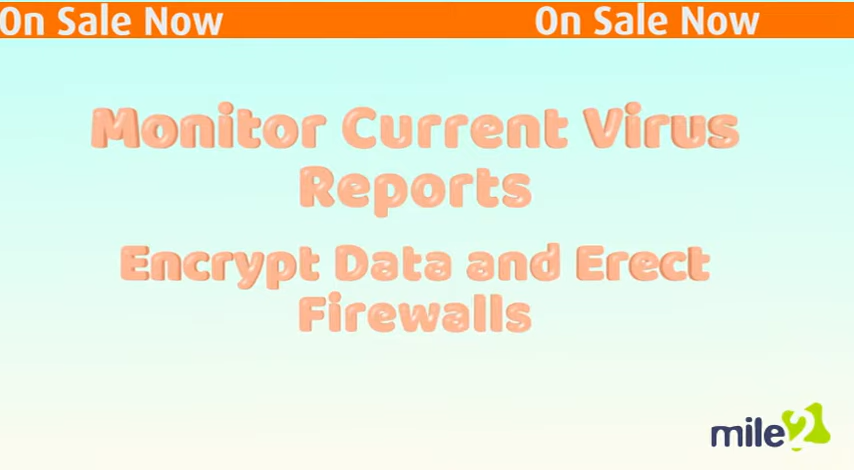 On Sale Now On Sale Now
Monitor Current Virus
Reports
Encrypt Data and Erect
Firewalls
mile2